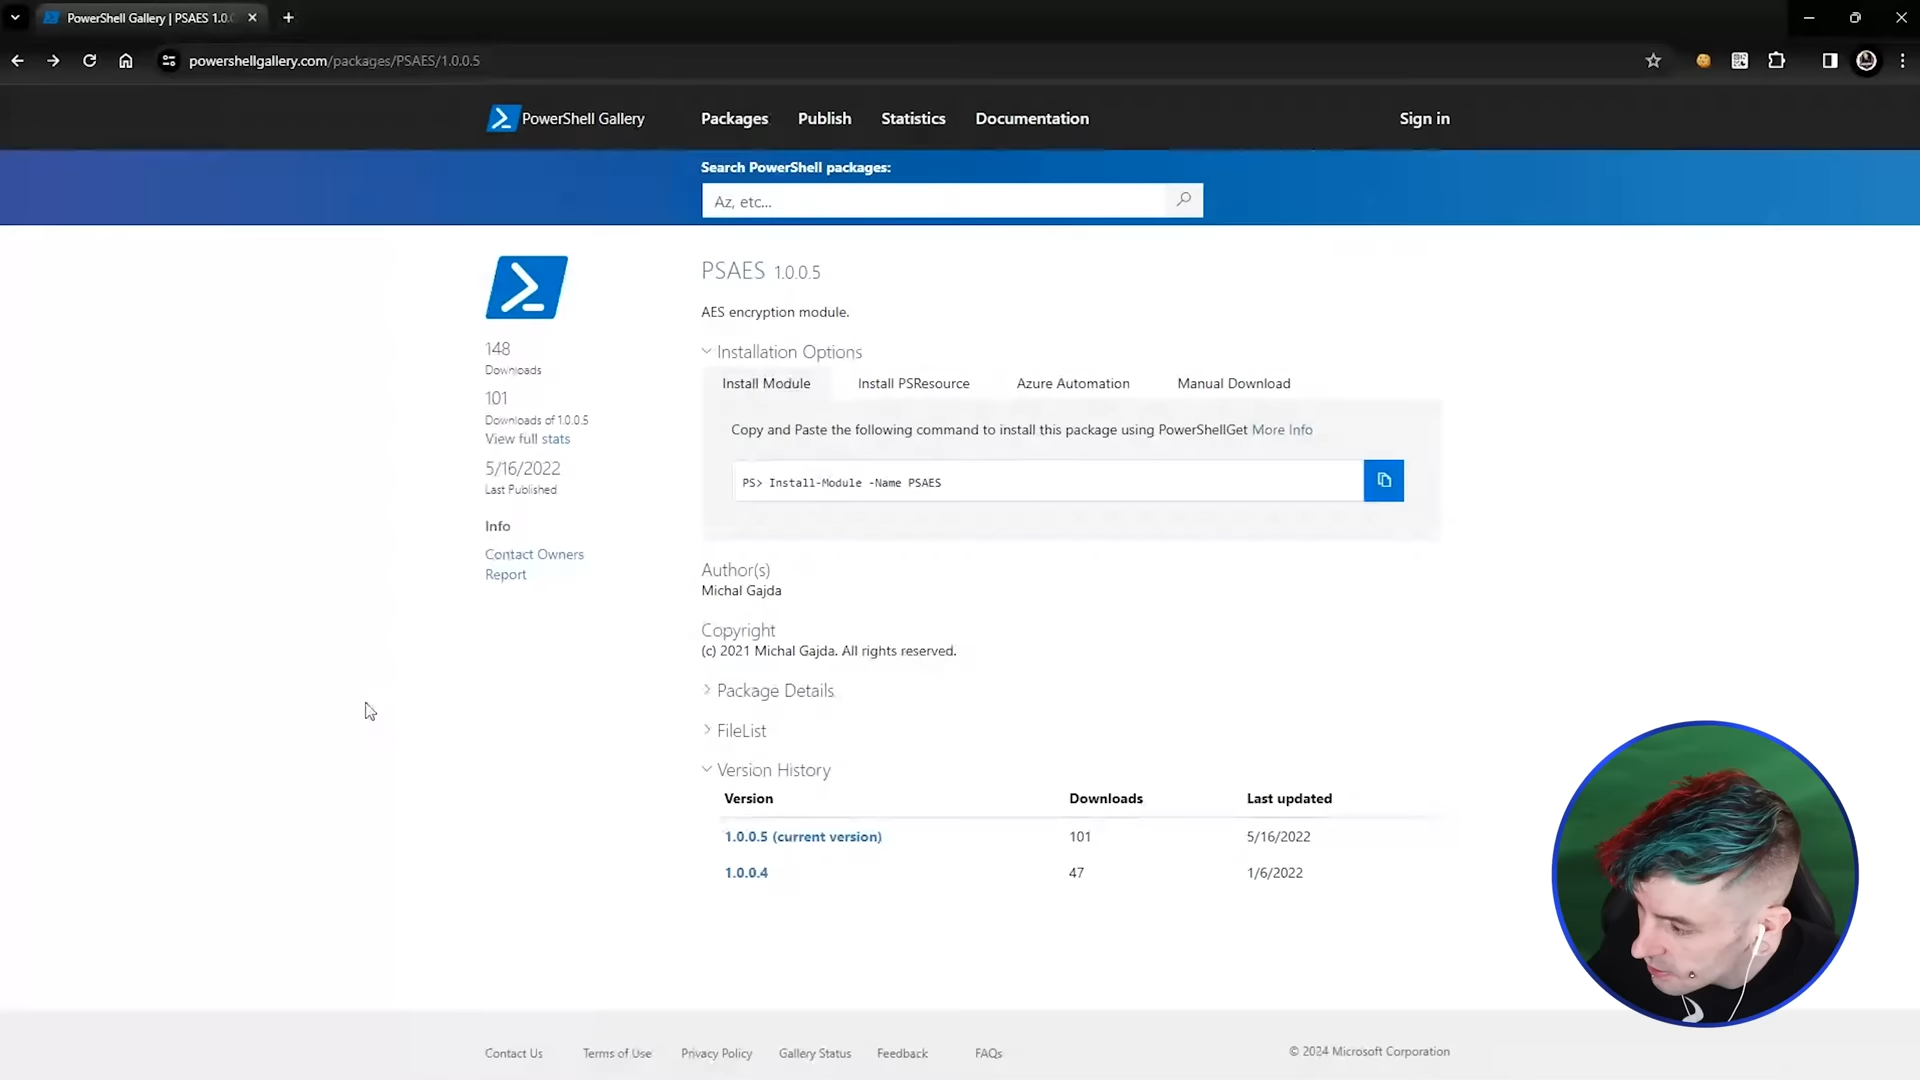 PowerShell Gallery | PSAES 1.0.
powershellgallery.com/packages/PSAES/1.0.0.5
PowerShell Gallery
Packages
Publish
Statistics
Documentation
Sign in
Search PowerShell packages:
Az, etc...
PSAES 1.0.0.5
AES encryption module.
148
Downloads
101
Downloads of 1.0.0.5
View full stats
5/16/2022
Last Published
Info
Contact Owners
Report
Installation Options
Install Module
Install PSResource
Azure Automation
Manual Download
Copy and Paste the following command to install this package using PowerShellGet More Info
PS> Install-Module -Name PSAES
Author(s)
Michal Gajda
Copyright
(c) 2021 Michal Gajda. All rights reserved.
Package Details
FileList
Version History
Version Downloads Last updated
1.0.0.5 (current version) 101 5/16/2022
1.0.0.4 47 1/6/2022
Contact Us
Terms of Use
Privacy Policy
Gallery Status
Feedback
FAQs
© 2024 Microsoft Corporation